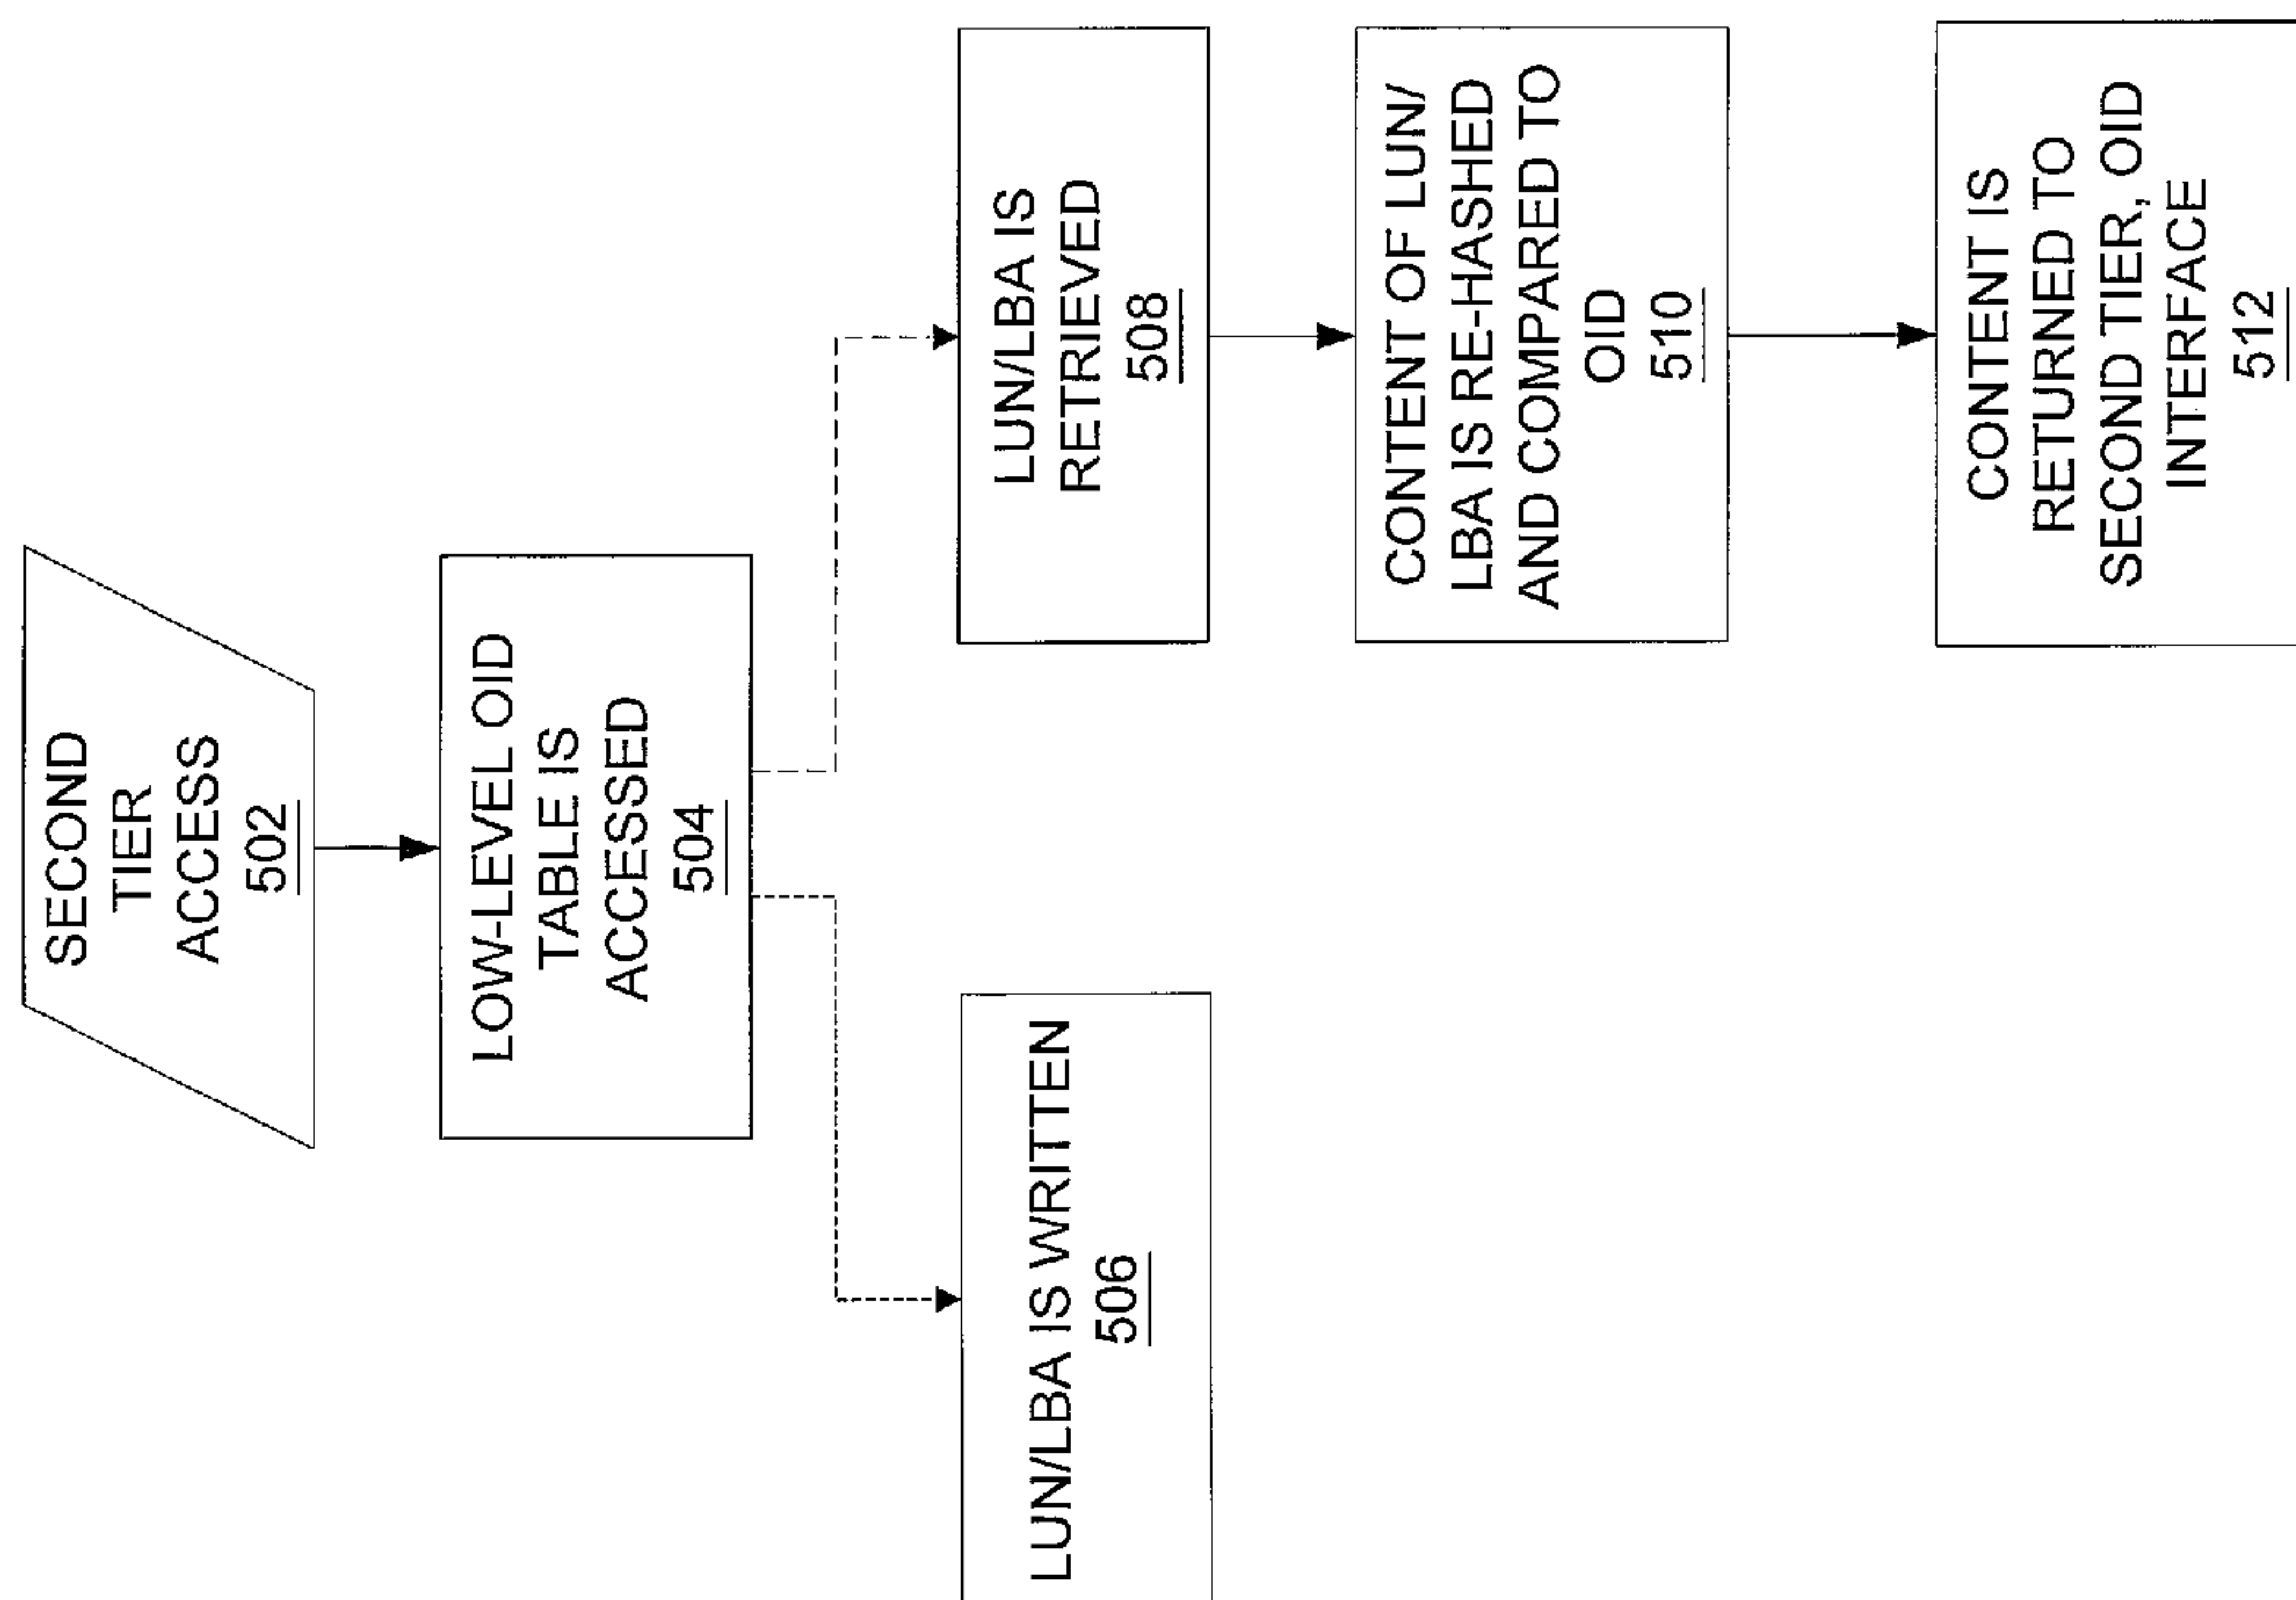 SECOND
TIER
ACCESS
502
LOW-LEVEL OID
TABLE IS
ACCESSED
504
LUN/LBA IS WRITTEN
506
LUN/LBA IS
RETRIEVED
508
CONTENT OF LUN/
LBA IS RE-HASHED
AND COMPARED TO
OID
510
CONTENT IS
RETURNED TO
SECOND TIER, OID
INTERFACE
512